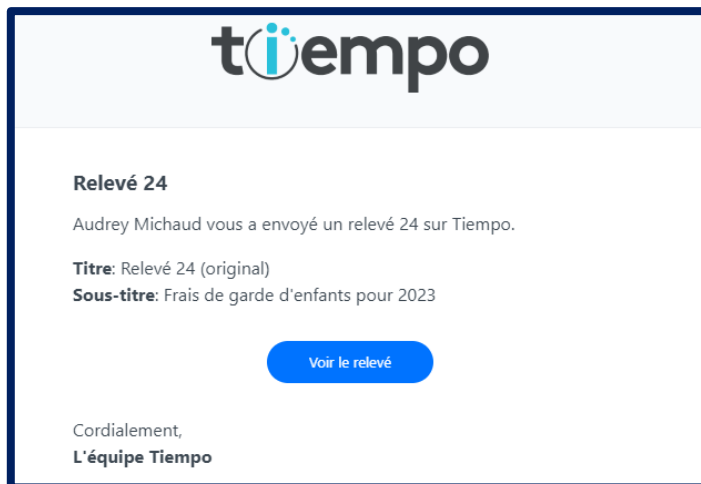 tiempo
Relevé 24
Audrey Michaud vous a envoyé un relevé 24 sur Tiempo.
Titre: Relevé 24 (original)
Sous-titre: Frais de garde d'enfants pour 2023
Voir le relevé
Cordialement,
L'équipe Tiempo